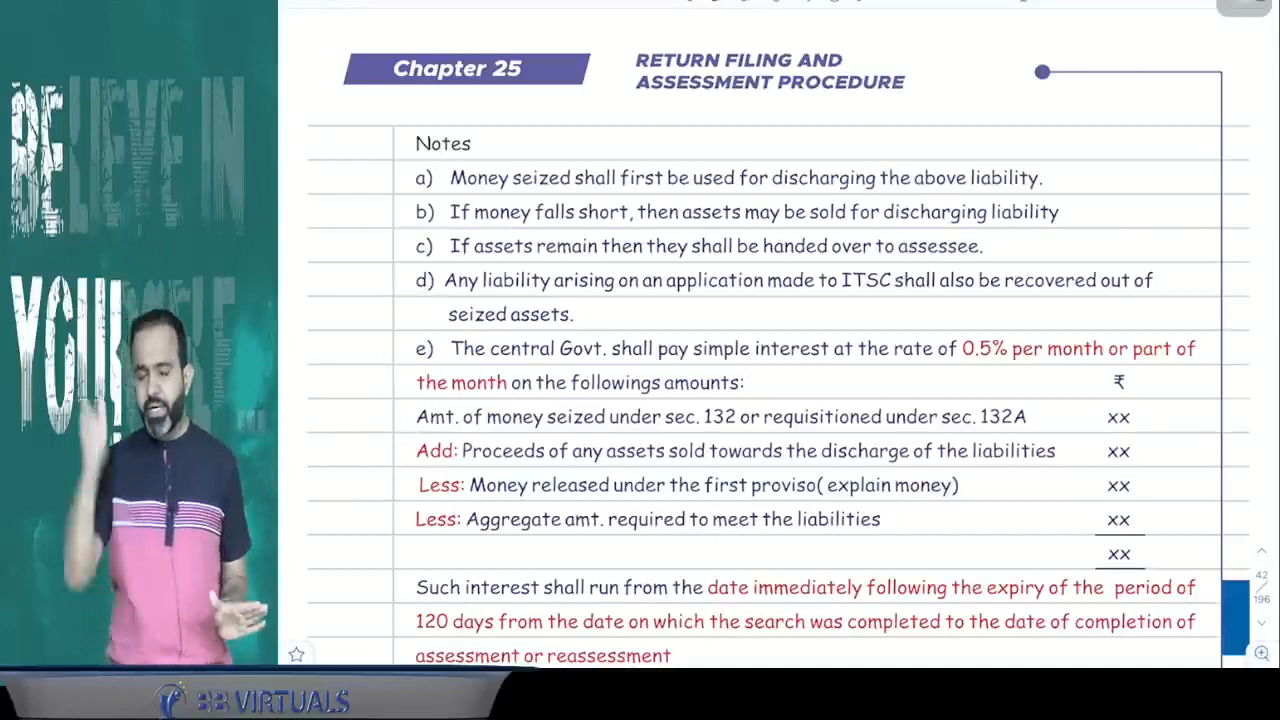 BELIEVE IN
YOU!
Chapter 25
RETURN FILING AND
ASSESSMENT PROCEDURE
Notes
a) Money seized shall first be used for discharging the above liability.
b) If money falls short, then assets may be sold for discharging liability
c) If assets remain then they shall be handed over to assessee.
d) Any liability arising on an application made to ITSC shall also be recovered out of
seized assets.
e) The central Govt. shall pay simple interest at the rate of 0.5% per month or part of
the month on the followings amounts: ₹
Amt. of money seized under sec. 132 or requisitioned under sec. 132A xx
Add: Proceeds of any assets sold towards the discharge of the liabilities xx
Less: Money released under the first proviso( explain money) xx
Less: Aggregate amt. required to meet the liabilities xx
xx
Such interest shall run from the date immediately following the expiry of the period of
120 days from the date on which the search was completed to the date of completion of
assessment or reassessment
42
/
196
BB VIRTUALS